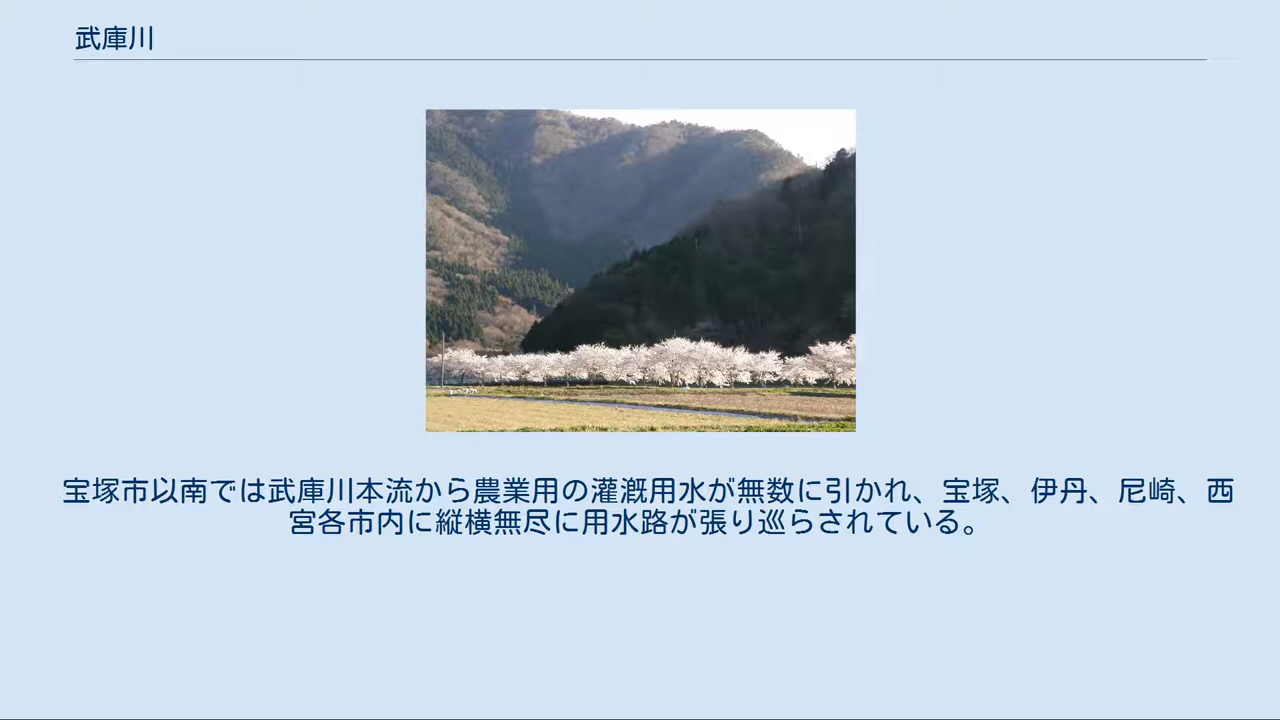 武庫川
宝塚市以南では武庫川本流から農業用の灌漑用水が無数に引かれ、宝塚、伊丹、尼崎、西
宮各市内に縦横無尽に用水路が張り巡らされている。